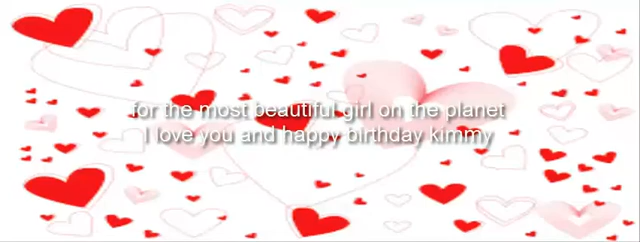 for the most beautiful girl on the planet
I love you and happy birthday kimmy